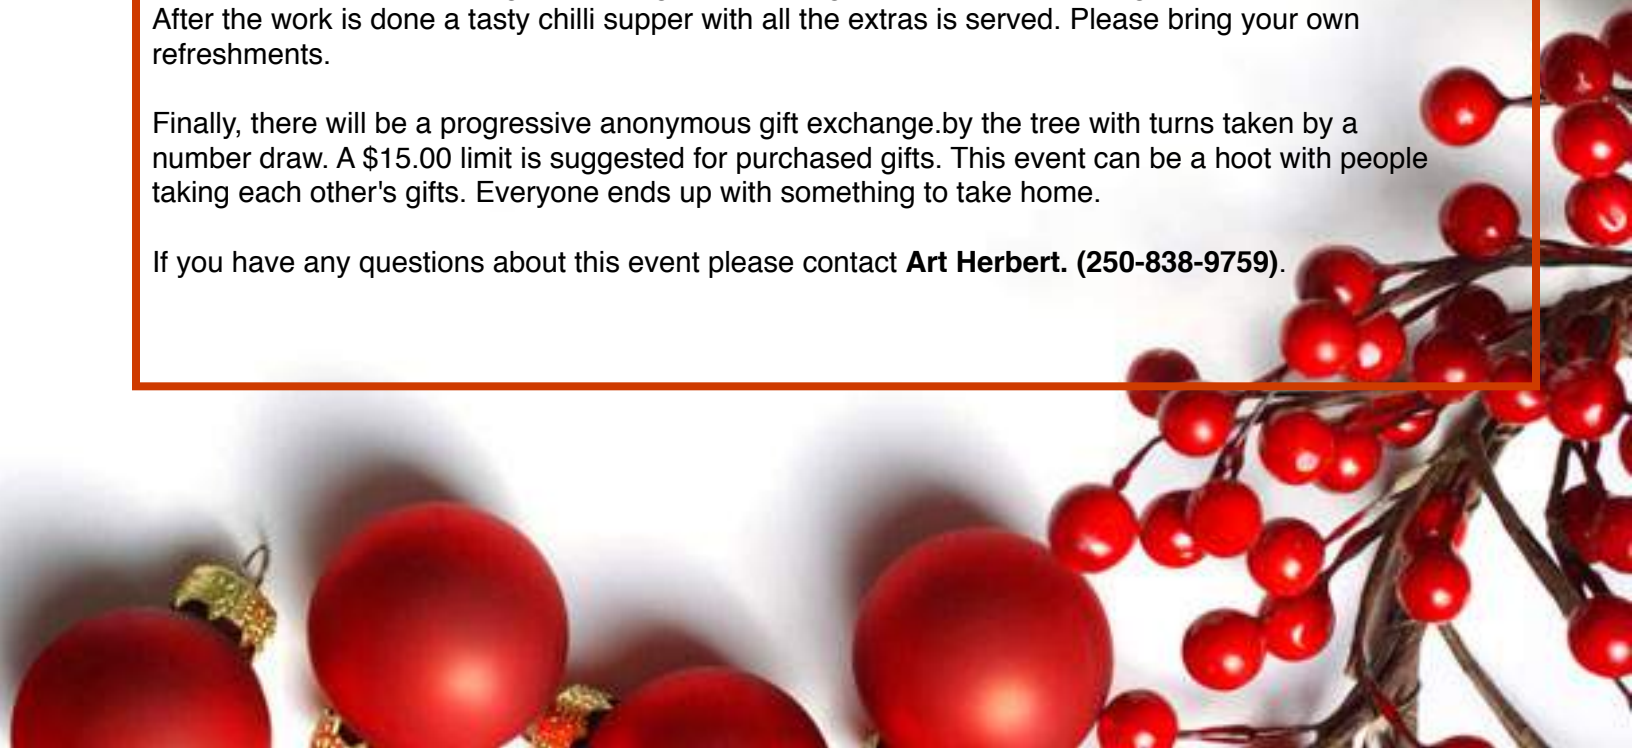 After the work is done a tasty chilli supper with all the extras is served. Please bring your own
refreshments.
Finally, there will be a progressive anonymous gift exchange.by the tree with turns taken by a
number draw. A $15.00 limit is suggested for purchased gifts. This event can be a hoot with people
taking each other's gifts. Everyone ends up with something to take home.
If you have any questions about this event please contact Art Herbert. (250-838-9759).